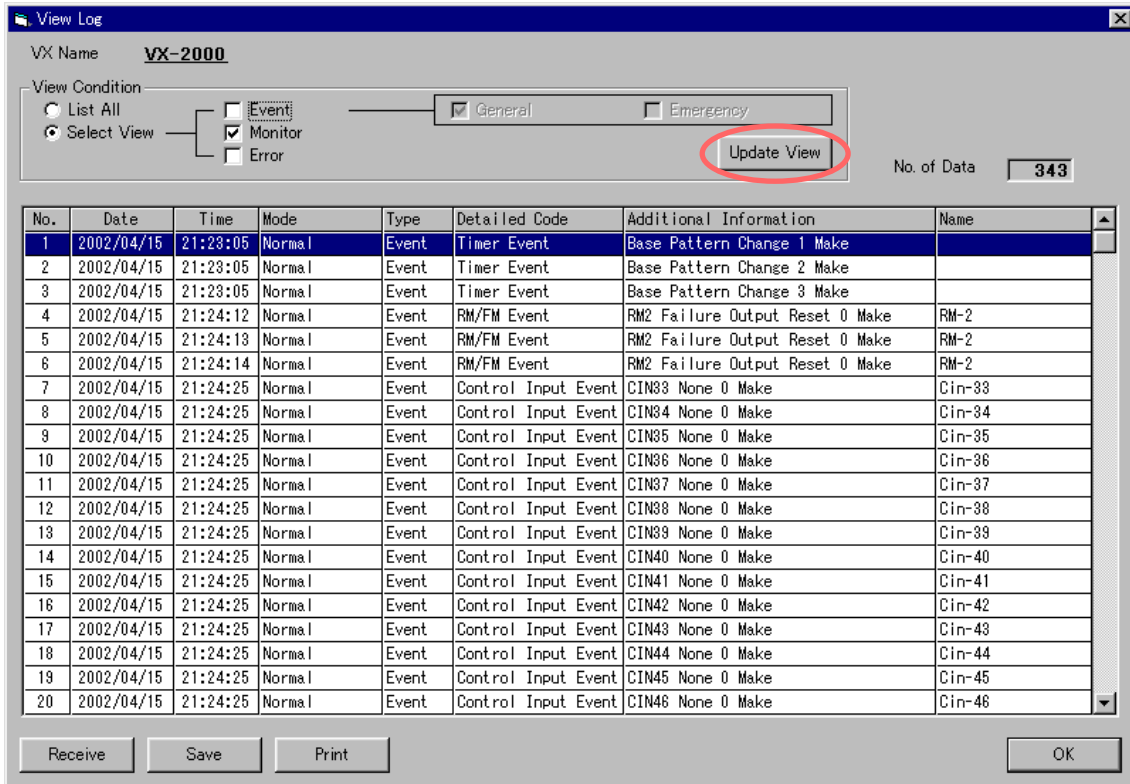 View Log
VX Name VX-2000
View Condition
List All Event General Emergency
Select View Monitor
Error Update View No. of Data 343
No. Date Time Mode Type Detailed Code Additional Information Name
1 2002/04/15 21:23:05 Normal Event Timer Event Base Pattern Change 1 Make
2 2002/04/15 21:23:05 Normal Event Timer Event Base Pattern Change 2 Make
3 2002/04/15 21:23:05 Normal Event Timer Event Base Pattern Change 3 Make
4 2002/04/15 21:24:12 Normal Event RM/FM Event RM2 Failure Output Reset 0 Make RM-2
5 2002/04/15 21:24:13 Normal Event RM/FM Event RM2 Failure Output Reset 0 Make RM-2
6 2002/04/15 21:24:14 Normal Event RM/FM Event RM2 Failure Output Reset 0 Make RM-2
7 2002/04/15 21:24:25 Normal Event Control Input Event CIN33 None 0 Make Cin-33
8 2002/04/15 21:24:25 Normal Event Control Input Event CIN34 None 0 Make Cin-34
9 2002/04/15 21:24:25 Normal Event Control Input Event CIN35 None 0 Make Cin-35
10 2002/04/15 21:24:25 Normal Event Control Input Event CIN36 None 0 Make Cin-36
11 2002/04/15 21:24:25 Normal Event Control Input Event CIN37 None 0 Make Cin-37
12 2002/04/15 21:24:25 Normal Event Control Input Event CIN38 None 0 Make Cin-38
13 2002/04/15 21:24:25 Normal Event Control Input Event CIN39 None 0 Make Cin-39
14 2002/04/15 21:24:25 Normal Event Control Input Event CIN40 None 0 Make Cin-40
15 2002/04/15 21:24:25 Normal Event Control Input Event CIN41 None 0 Make Cin-41
16 2002/04/15 21:24:25 Normal Event Control Input Event CIN42 None 0 Make Cin-42
17 2002/04/15 21:24:25 Normal Event Control Input Event CIN43 None 0 Make Cin-43
18 2002/04/15 21:24:25 Normal Event Control Input Event CIN44 None 0 Make Cin-44
19 2002/04/15 21:24:25 Normal Event Control Input Event CIN45 None 0 Make Cin-45
20 2002/04/15 21:24:25 Normal Event Control Input Event CIN46 None 0 Make Cin-46
Receive Save Print OK